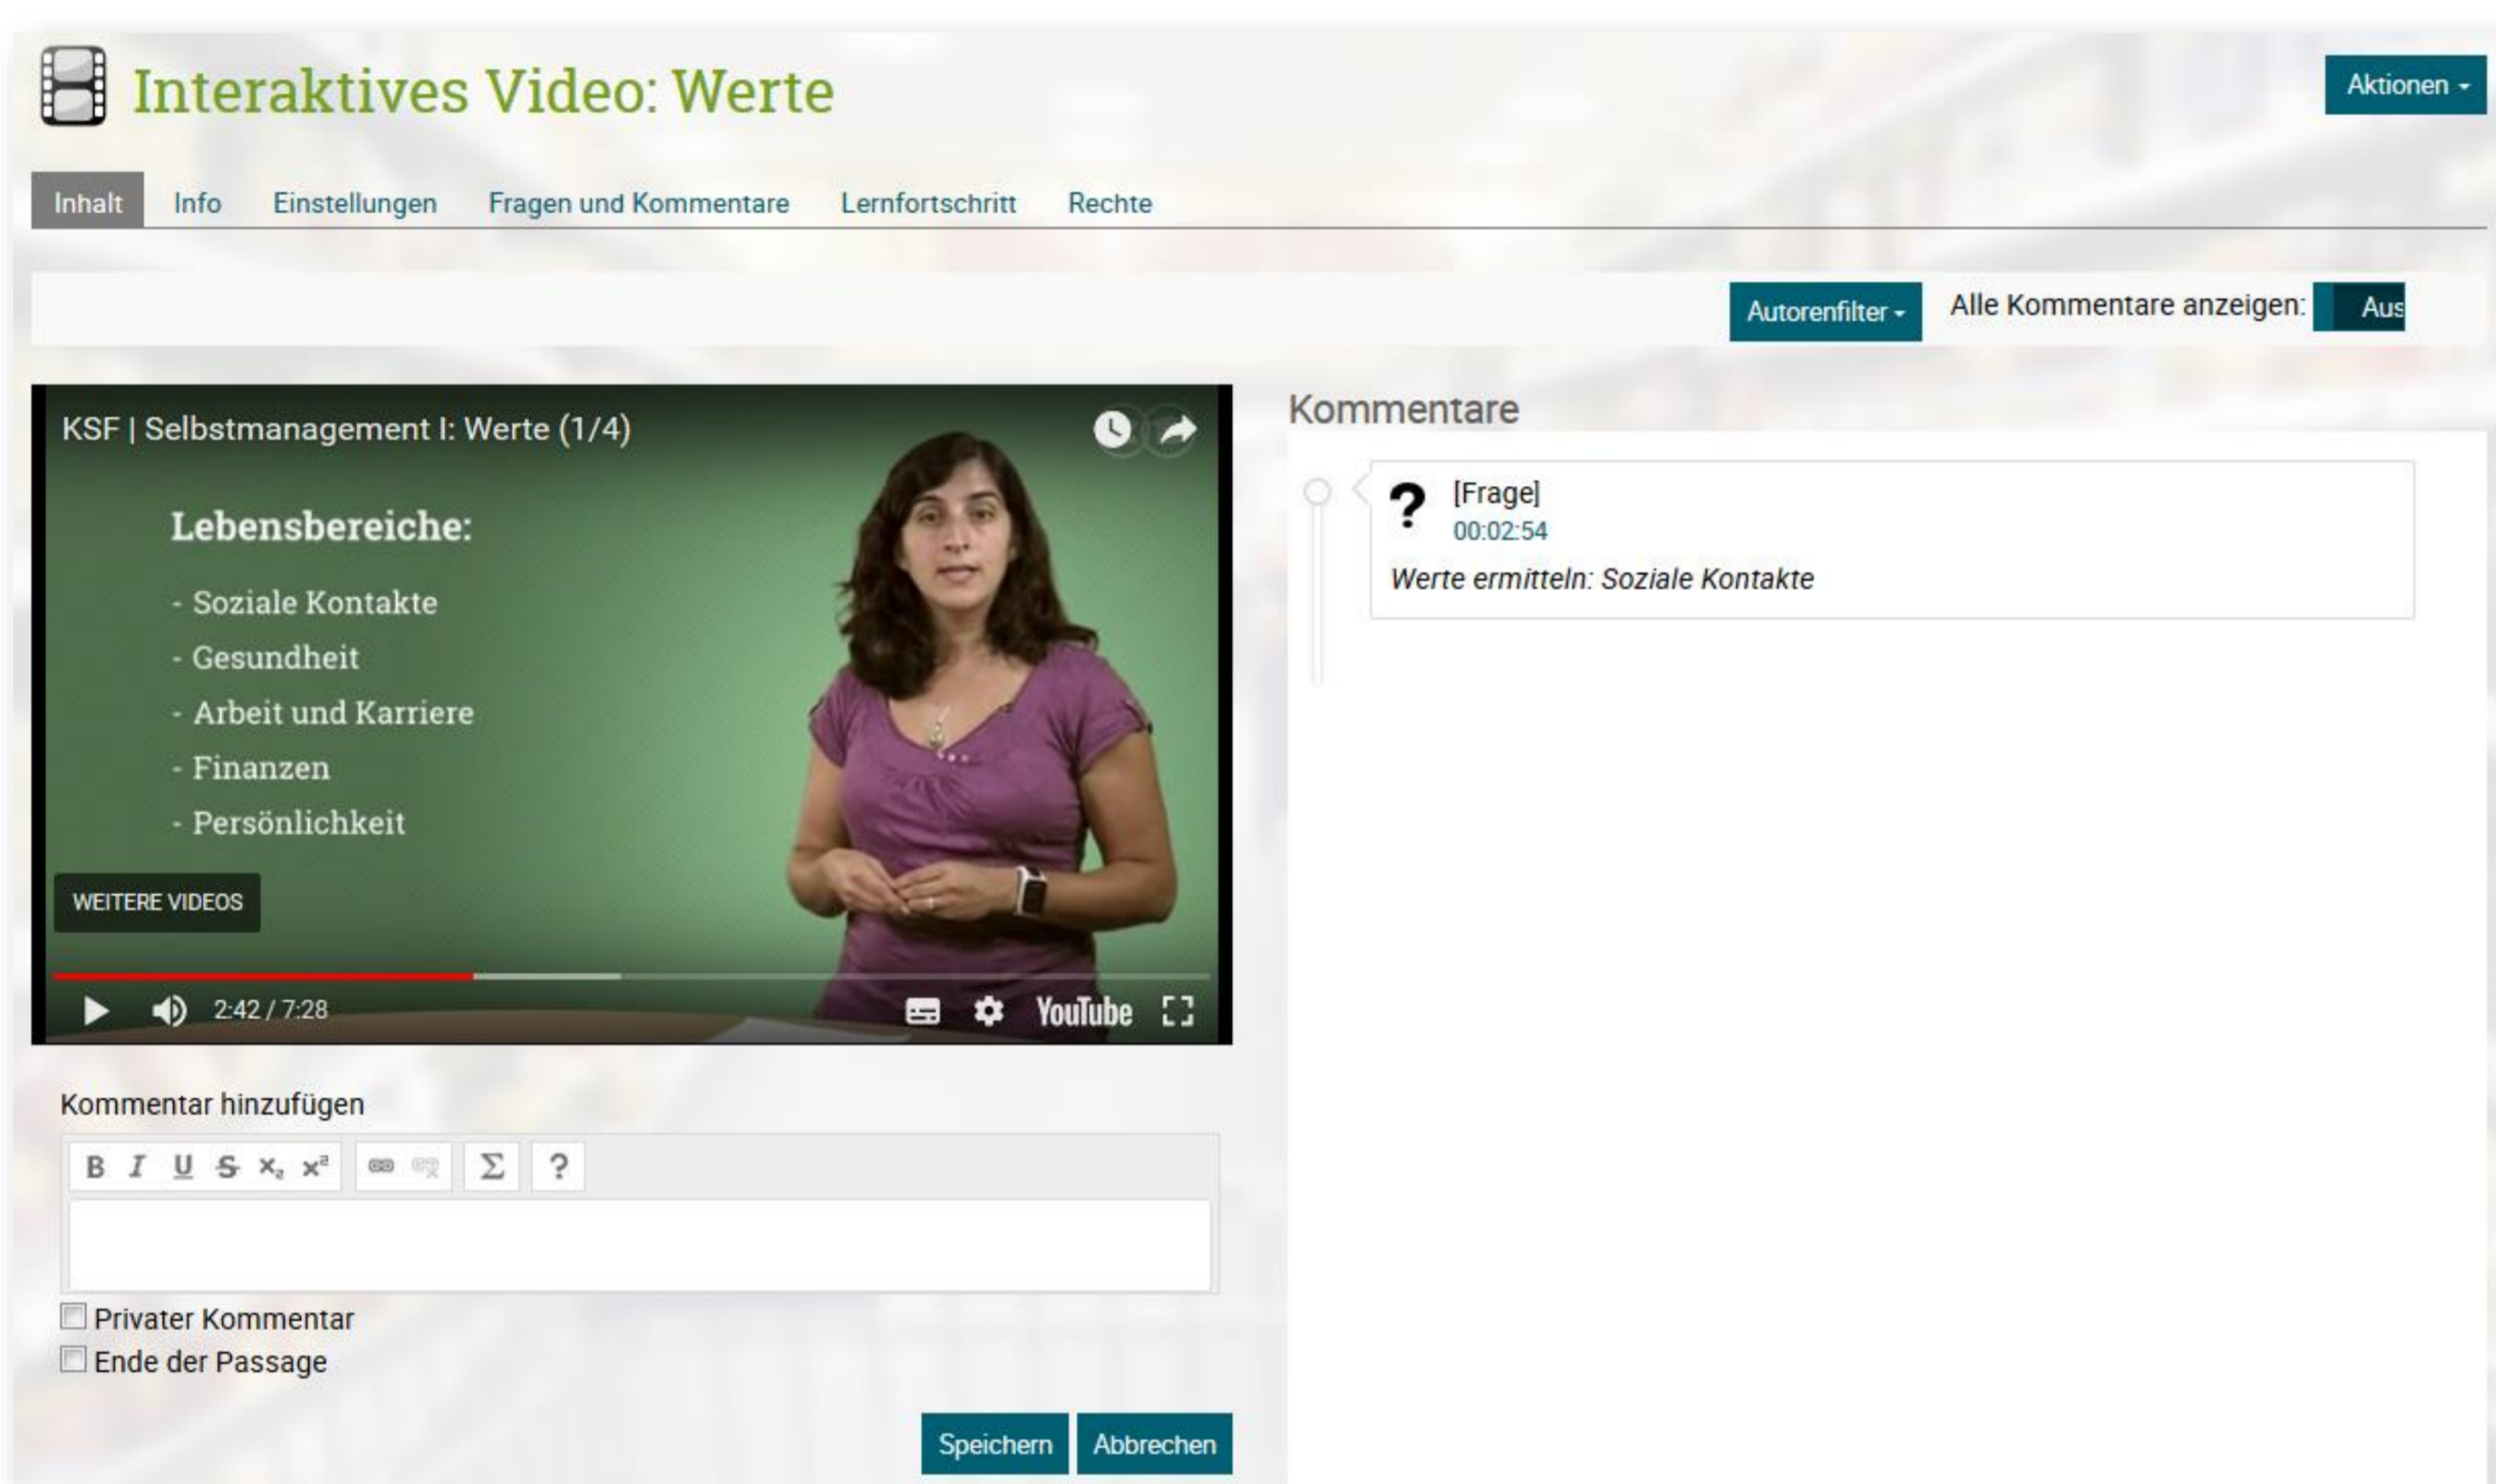 Interaktives Video: Werte
Aktionen
Inhalt Info Einstellungen Fragen und Kommentare Lernfortschritt Rechte
Autorenfilter Alle Kommentare anzeigen: Aus
KSF | Selbstmanagement I: Werte (1/4)
Lebensbereiche:
- Soziale Kontakte
- Gesundheit
- Arbeit und Karriere
- Finanzen
- Persönlichkeit
WEITERE VIDEOS
2:42 / 7:28 YouTube
Kommentare
? [Frage]
00:02:54
Werte ermitteln: Soziale Kontakte
Kommentar hinzufügen
B I U S x₂ x² Σ ?
Privater Kommentar
Ende der Passage
Speichern Abbrechen